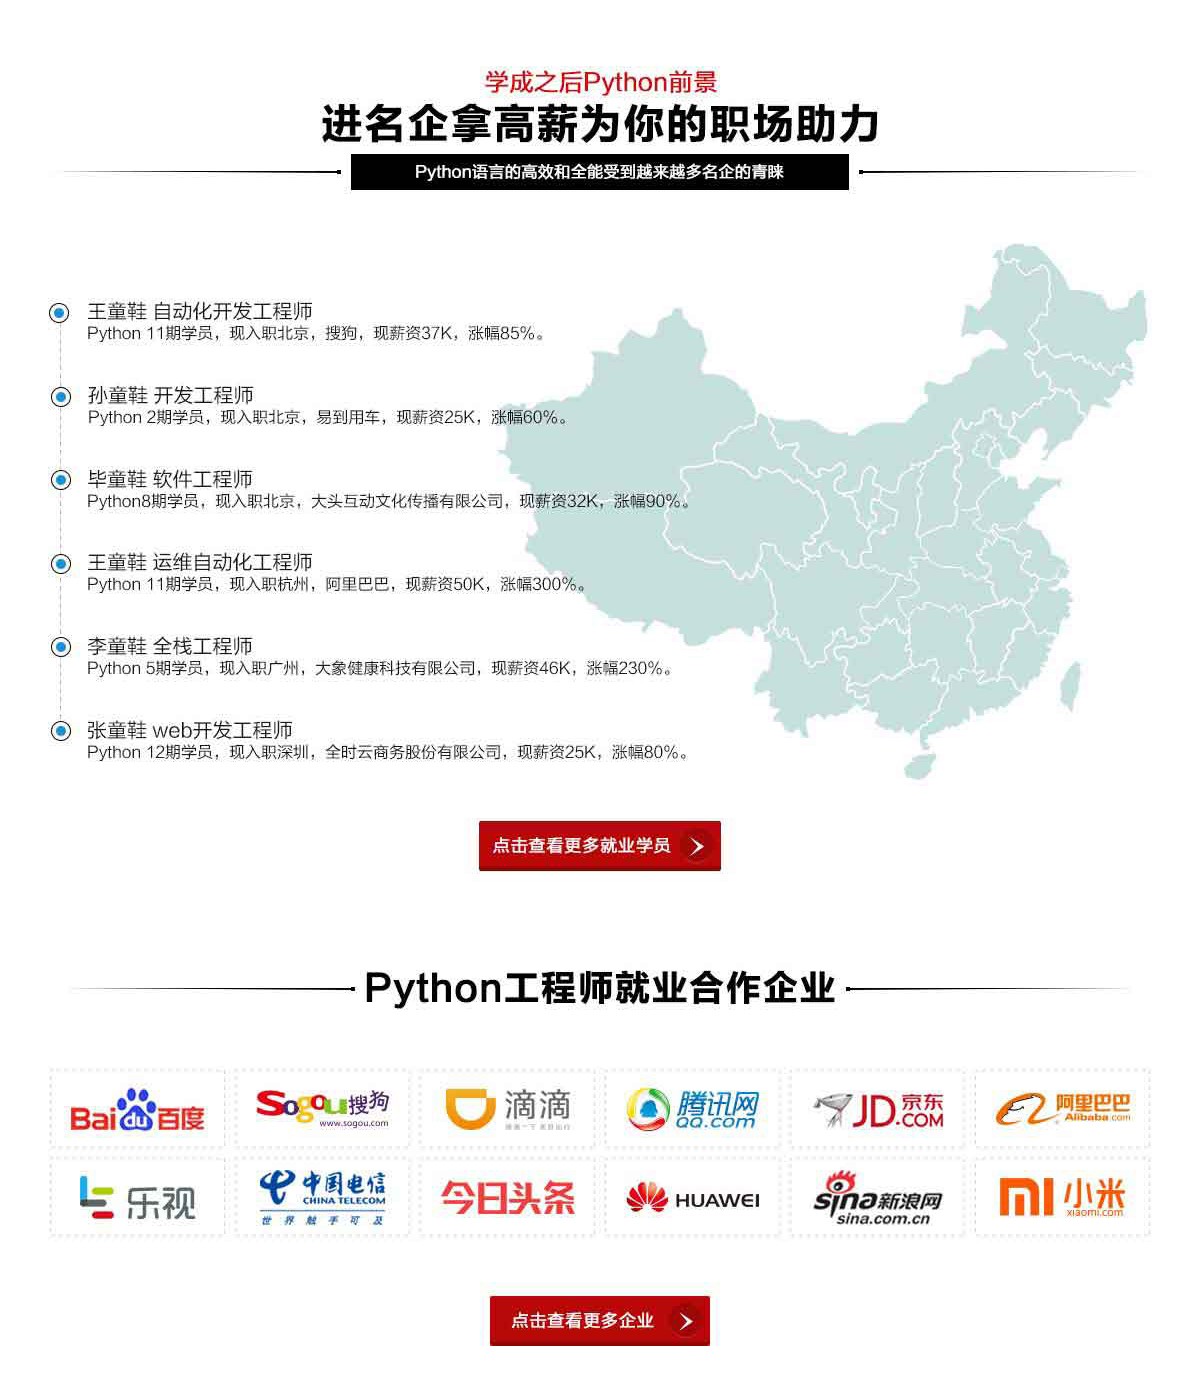 学成之后Python前景
进名企拿高薪为你的职场助力
Python语言的高效和全能受到越来越多名企的青睐
王童鞋 自动化开发工程师
Python 11期学员，现入职北京，搜狗，现薪资37K，涨幅85%。
孙童鞋 开发工程师
Python 2期学员，现入职北京，易到用车，现薪资25K，涨幅60%。
毕童鞋 软件工程师
Python8期学员，现入职北京，大头互动文化传播有限公司，现薪资32K，涨幅90%。
王童鞋 运维自动化工程师
Python 11期学员，现入职杭州，阿里巴巴，现薪资50K，涨幅300%。
李童鞋 全栈工程师
Python 5期学员，现入职广州，大象健康科技有限公司，现薪资46K，涨幅230%。
张童鞋 web开发工程师
Python 12期学员，现入职深圳，全时云商务股份有限公司，现薪资25K，涨幅80%。
点击查看更多就业学员
Python工程师就业合作企业
Bai du 百度
Sogou搜狗
www.sogou.com
滴滴
腾讯网
QQ.com
JD.COM 京东
阿里巴巴
Alibaba.com
乐视
中国电信
CHINA TELECOM
世界触手可及
今日头条
HUAWEI
sina新浪网
sina.com.cn
mi 小米
xiaomi.com
点击查看更多企业